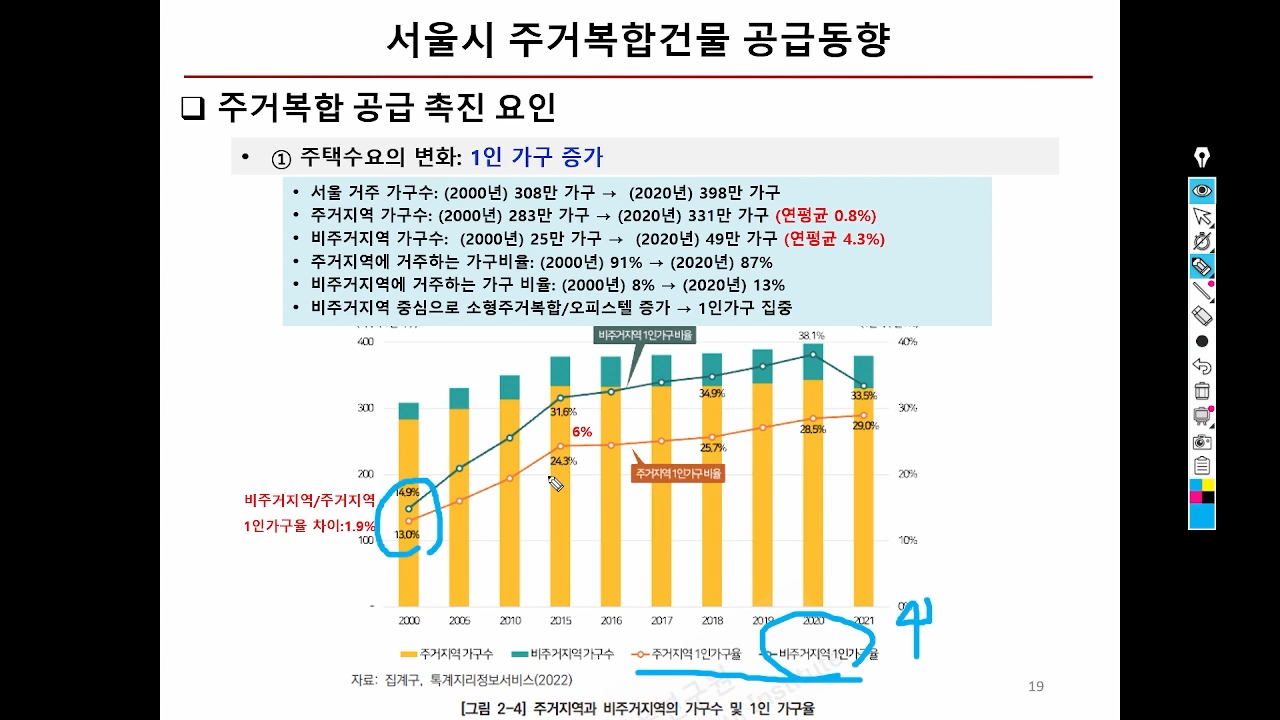 서울시 주거복합건물 공급동향
❑ 주거복합 공급 촉진 요인
• ① 주택수요의 변화: 1인 가구 증가
• 서울 거주 가구수: (2000년) 308만 가구 → (2020년) 398만 가구
• 주거지역 가구수: (2000년) 283만 가구 → (2020년) 331만 가구 (연평균 0.8%)
• 비주거지역 가구수: (2000년) 25만 가구 → (2020년) 49만 가구 (연평균 4.3%)
• 주거지역에 거주하는 가구비율: (2000년) 91% → (2020년) 87%
• 비주거지역에 거주하는 가구 비율: (2000년) 8% → (2020년) 13%
• 비주거지역 중심으로 소형주거복합/오피스텔 증가 → 1인가구 집중
비주거지역 1인가구 비율
38.1%
400 40%
34.9% 33.5%
300 31.6% 30%
6%
28.5% 29.0%
24.3% 25.7%
200 20%
주거지역 1인가구 비율
14.9%
비주거지역/주거지역
1인가구율 차이:1.9%
13.0%
100 10%
- 0%
2000 2005 2010 2015 2016 2017 2018 2019 2020 2021
주거지역 가구수 비주거지역 가구수 주거지역 1인가구율 비주거지역 1인가구율
자료: 집계구, 통계지리정보서비스(2022)
19
[그림 2-4] 주거지역과 비주거지역의 가구수 및 1인 가구율